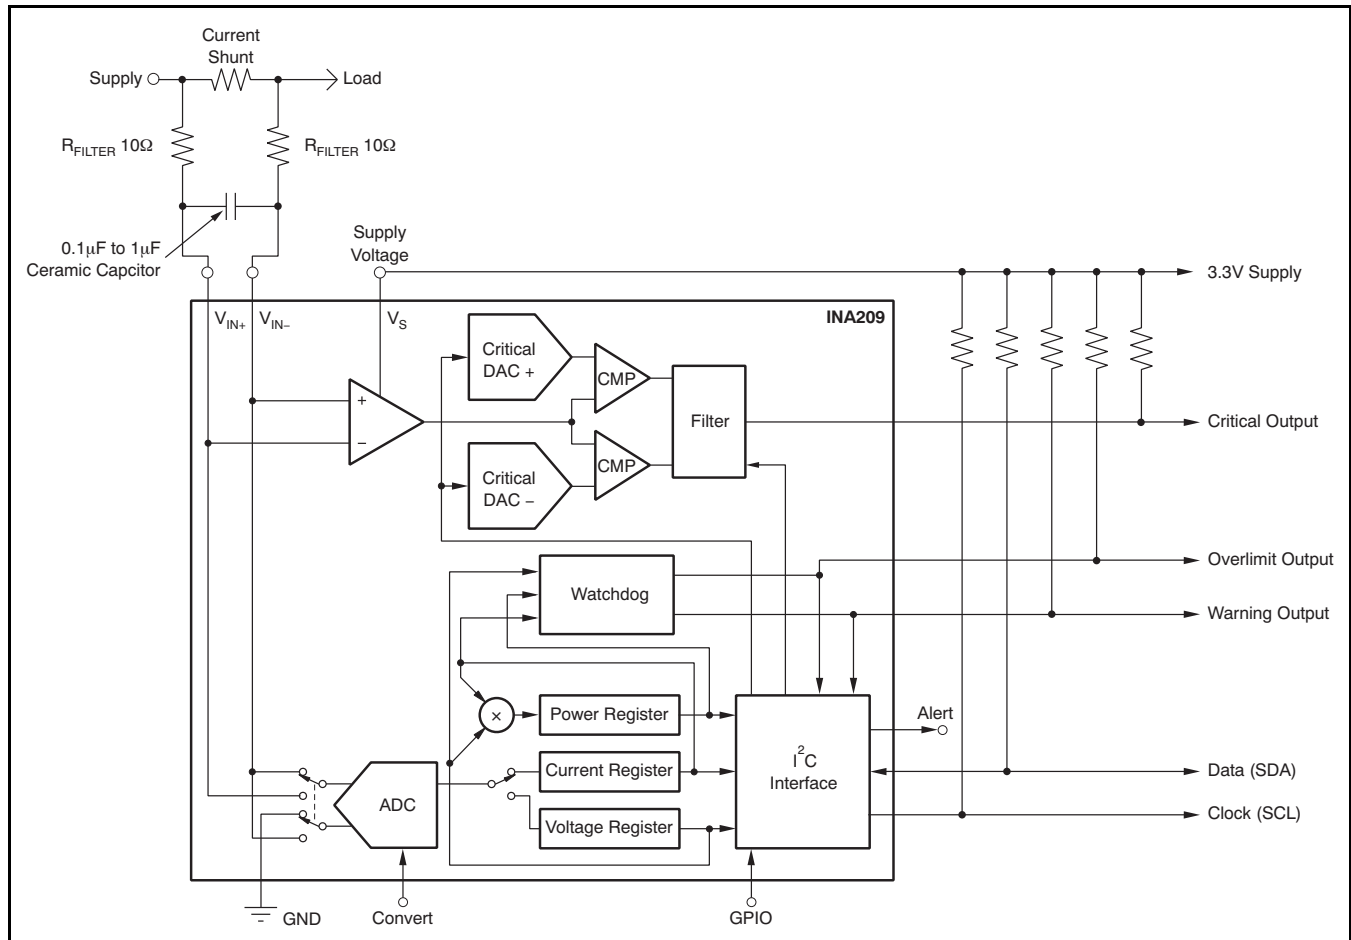 Current
Shunt
Supply
Load
R_FILTER 10Ω
R_FILTER 10Ω
0.1μF to 1μF
Ceramic Capcitor
Supply
Voltage
3.3V Supply
V_IN+
V_IN–
V_S
INA209
Critical
DAC +
CMP
Filter
Critical Output
+
–
Critical
DAC –
CMP
Watchdog
Overlimit Output
Warning Output
×
Power Register
Alert
I²C
Interface
Current Register
Data (SDA)
ADC
Voltage Register
Clock (SCL)
GND
Convert
GPIO